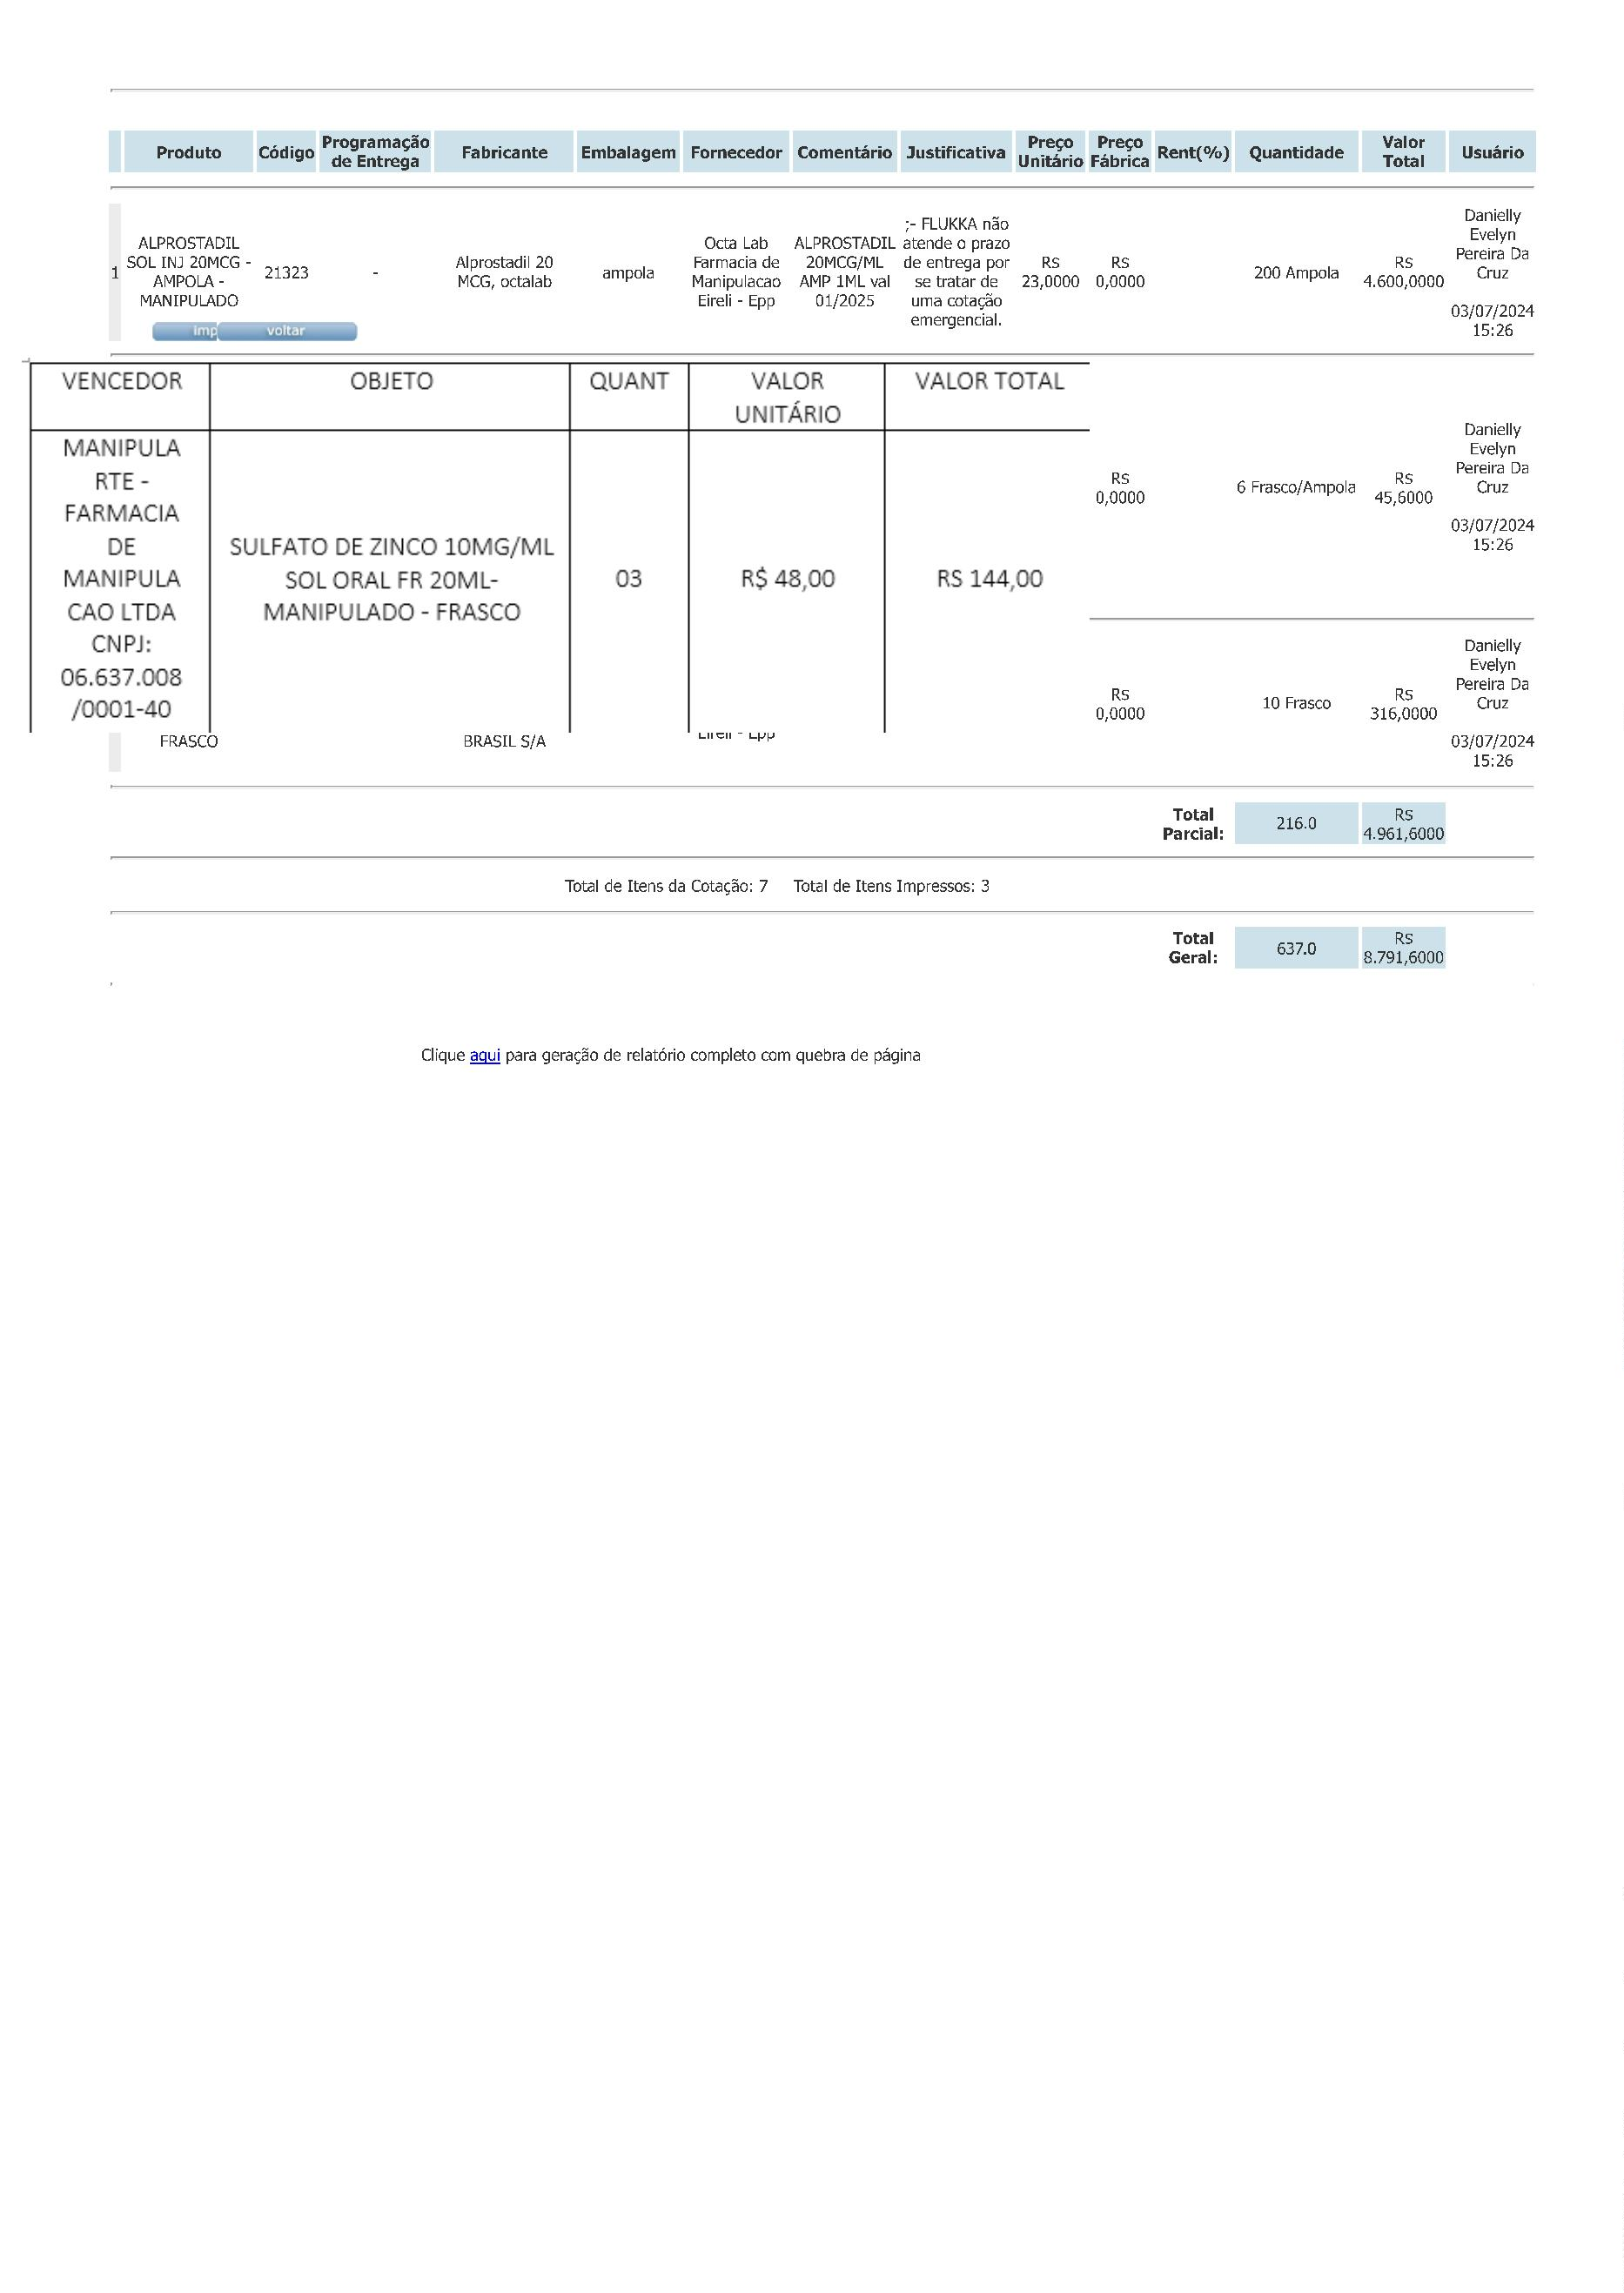 Produto Código Programação de Entrega Fabricante Embalagem Fornecedor Comentário Justificativa Preço Unitário Preço Fábrica Rent(%) Quantidade Valor Total Usuário
1
ALPROSTADIL
SOL INJ 20MCG -
AMPOLA -
MANIPULADO
21323
-
Alprostadil 20
MCG, octalab
ampola
Octa Lab
Farmacia de
Manipulacao
Eireli - Epp
ALPROSTADIL
20MCG/ML
AMP 1ML val
01/2025
;- FLUKKA não
atende o prazo
de entrega por
se tratar de
uma cotação
emergencial.
R$
23,0000
R$
0,0000
200 Ampola
R$
4.600,0000
Danielly
Evelyn
Pereira Da
Cruz
03/07/2024
15:26
imp
voltar
VENCEDOR
OBJETO
QUANT
VALOR
UNITÁRIO
VALOR TOTAL
MANIPULA
RTE -
FARMACIA
DE
MANIPULA
CAO LTDA
CNPJ:
06.637.008
/0001-40
SULFATO DE ZINCO 10MG/ML
SOL ORAL FR 20ML-
MANIPULADO - FRASCO
03
R$ 48,00
RS 144,00
R$
0,0000
6 Frasco/Ampola
R$
45,6000
Danielly
Evelyn
Pereira Da
Cruz
03/07/2024
15:26
R$
0,0000
10 Frasco
R$
316,0000
Danielly
Evelyn
Pereira Da
Cruz
03/07/2024
15:26
FRASCO
BRASIL S/A
Eireli - Epp
Total
Parcial:
216.0
R$
4.961,6000
Total de Itens da Cotação: 7 Total de Itens Impressos: 3
Total
Geral:
637.0
R$
8.791,6000
Clique aqui para geração de relatório completo com quebra de página